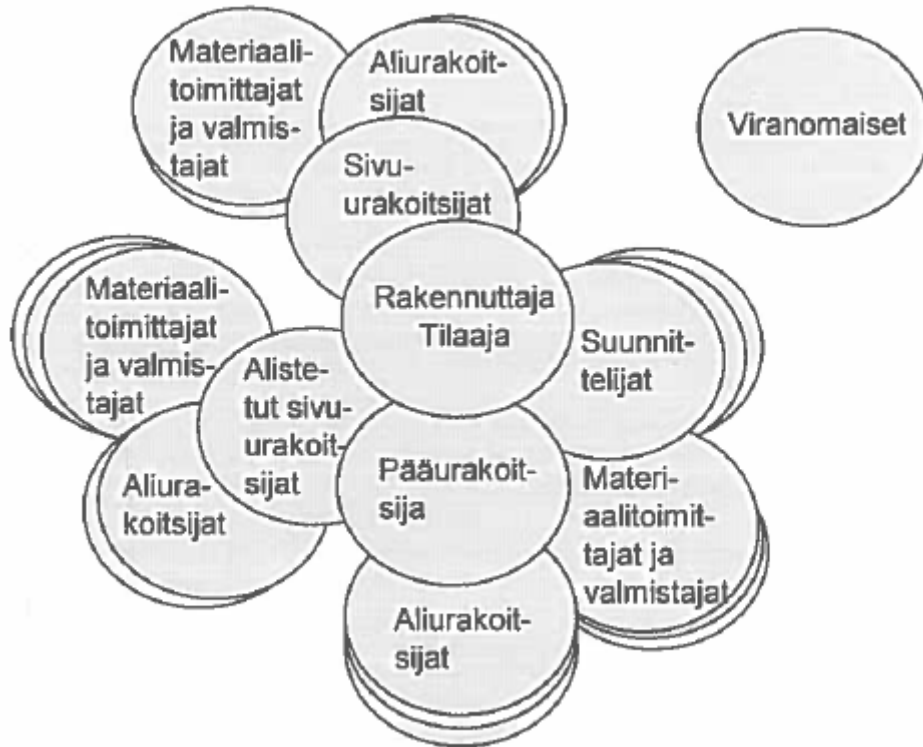 Materiaali-
toimittajat
ja valmis-
tajat
Aliurakoit-
sijat
Viranomaiset
Sivu-
urakoitsijat
Rakennuttaja
Tilaaja
Materiaali-
toimittajat
ja valmis-
tajat
Suunnit-
telijat
Aliste-
tut sivu-
urakoit-
sijat
Pääurakoit-
sija
Aliura-
koitsijat
Materi-
aalitoimit-
tajat ja
valmistajat
Aliurakoit-
sijat